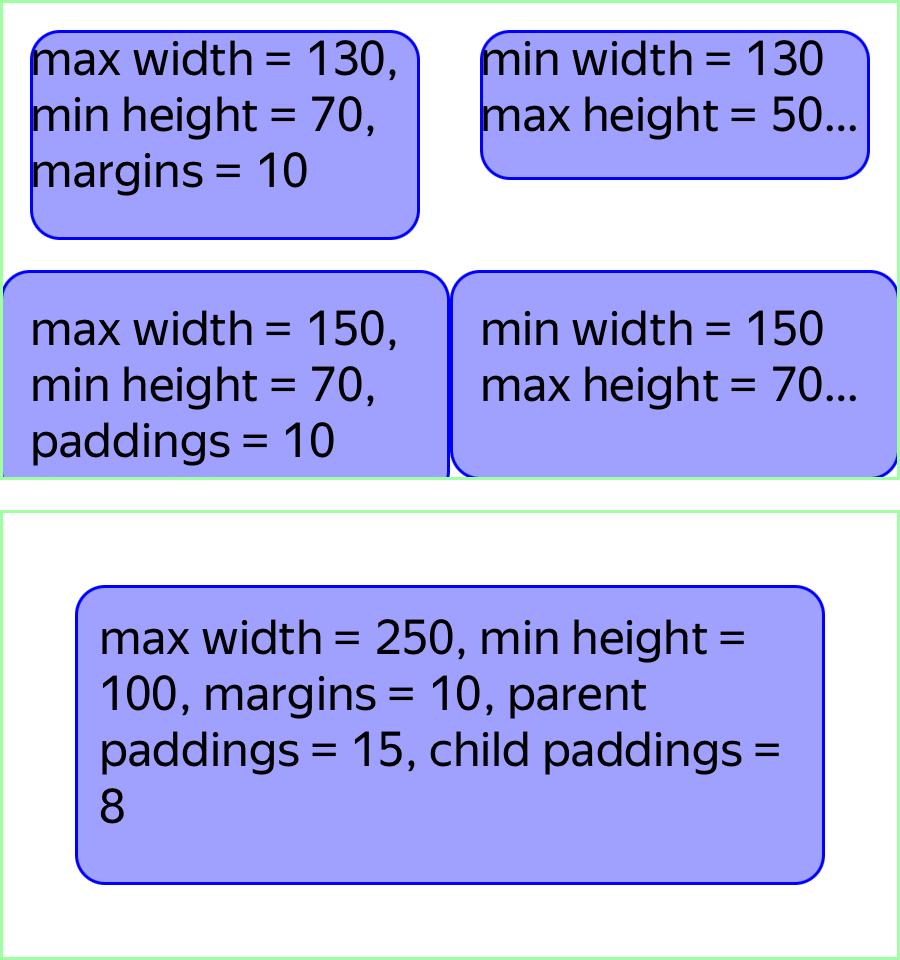 max width = 130,
min height = 70,
margins = 10
min width = 130
max height = 50...
max width = 150,
min height = 70,
paddings = 10
min width = 150
max height = 70...
max width = 250, min height =
100, margins = 10, parent
paddings = 15, child paddings =
8